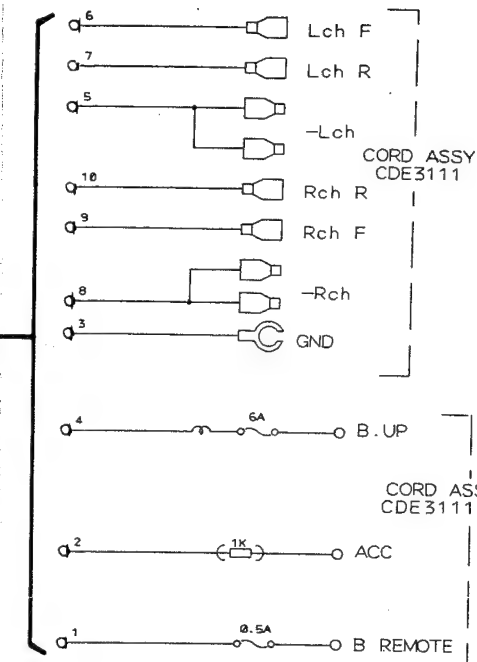 6 Lch F
7 Lch R
5
-Lch
CORD ASSY
CDE3111
10 Rch R
9 Rch F
8 -Rch
3 GND
4 6A B.UP
CORD ASS
CDE3111
2 1K ACC
1 0.5A B REMOTE